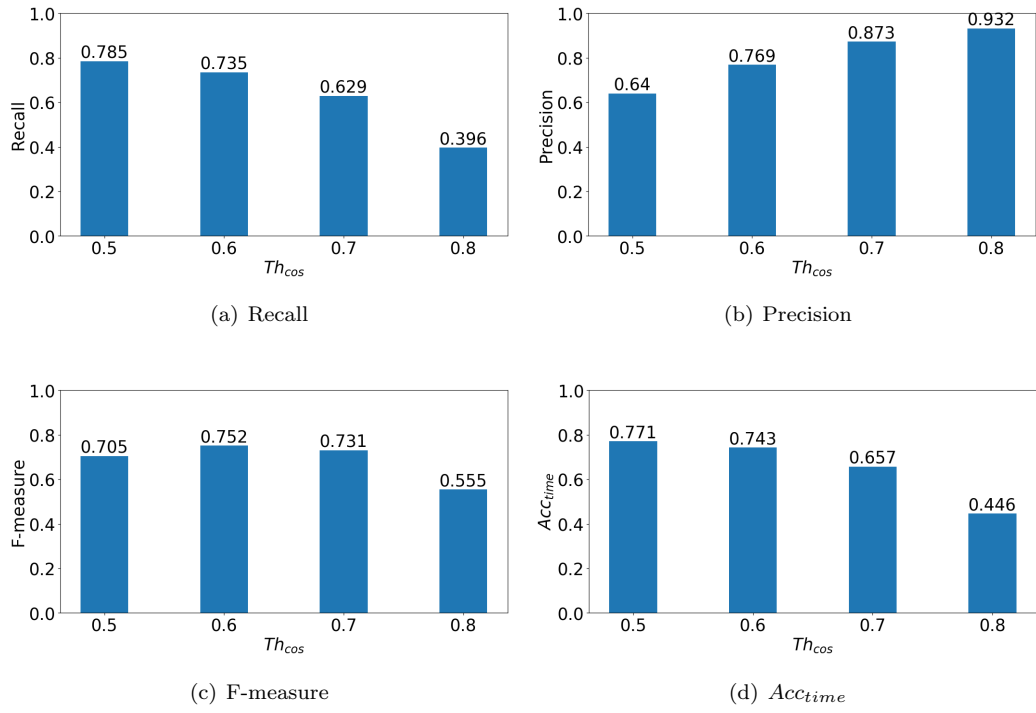 1.0
0.8
0.6
0.4
0.2
0.0
Recall
0.785
0.735
0.629
0.396
0.5 0.6 0.7 0.8
Th_cos
(a) Recall
1.0
0.8
0.6
0.4
0.2
0.0
Precision
0.64
0.769
0.873
0.932
0.5 0.6 0.7 0.8
Th_cos
(b) Precision
1.0
0.8
0.6
0.4
0.2
0.0
F-measure
0.705
0.752
0.731
0.555
0.5 0.6 0.7 0.8
Th_cos
(c) F-measure
1.0
0.8
0.6
0.4
0.2
0.0
Acc_time
0.771
0.743
0.657
0.446
0.5 0.6 0.7 0.8
Th_cos
(d) Acc_time